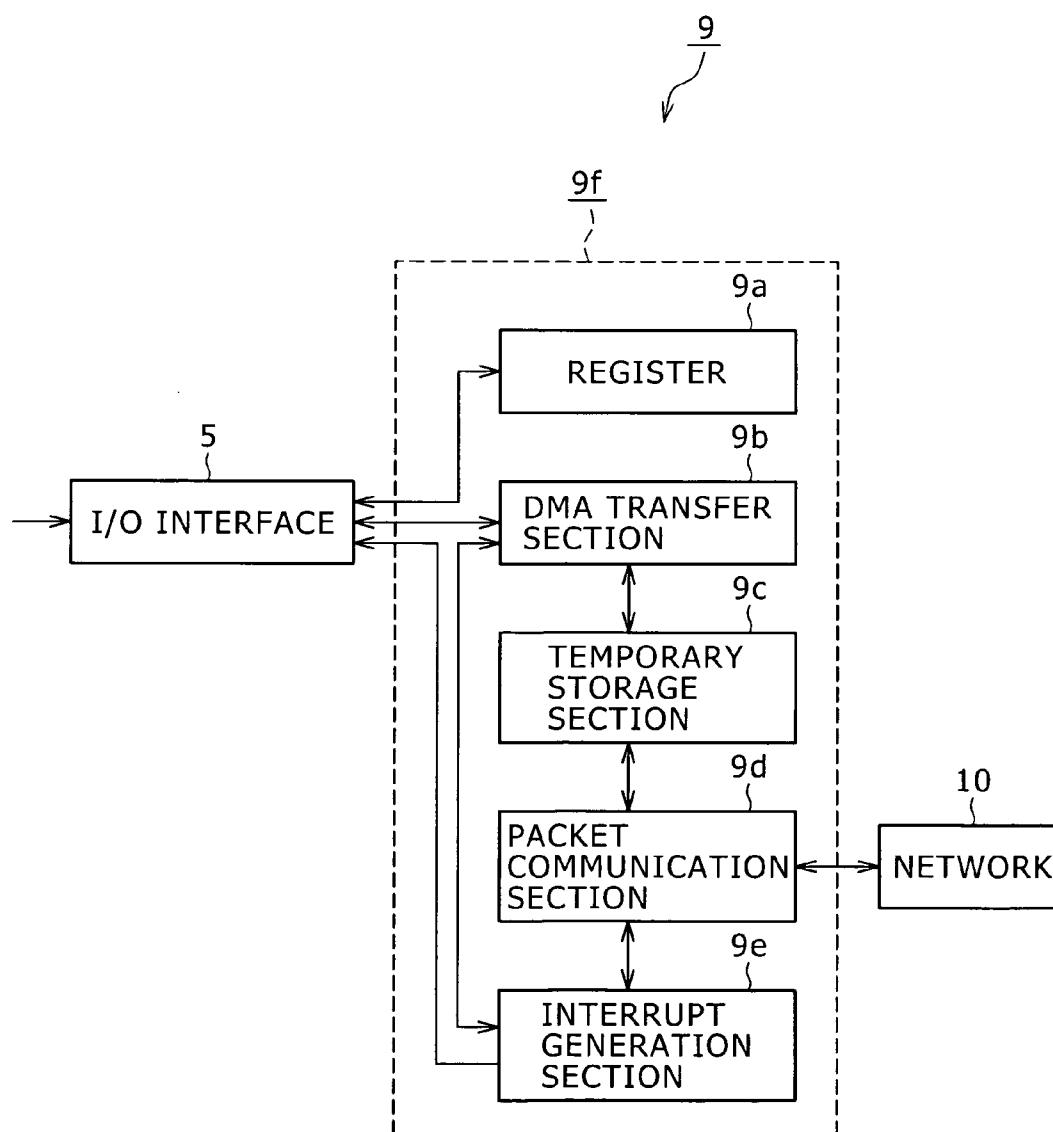 9
9f
9a
REGISTER
5
I/O INTERFACE
9b
DMA TRANSFER
SECTION
9c
TEMPORARY
STORAGE
SECTION
9d
PACKET
COMMUNICATION
SECTION
10
NETWORK
9e
INTERRUPT
GENERATION
SECTION